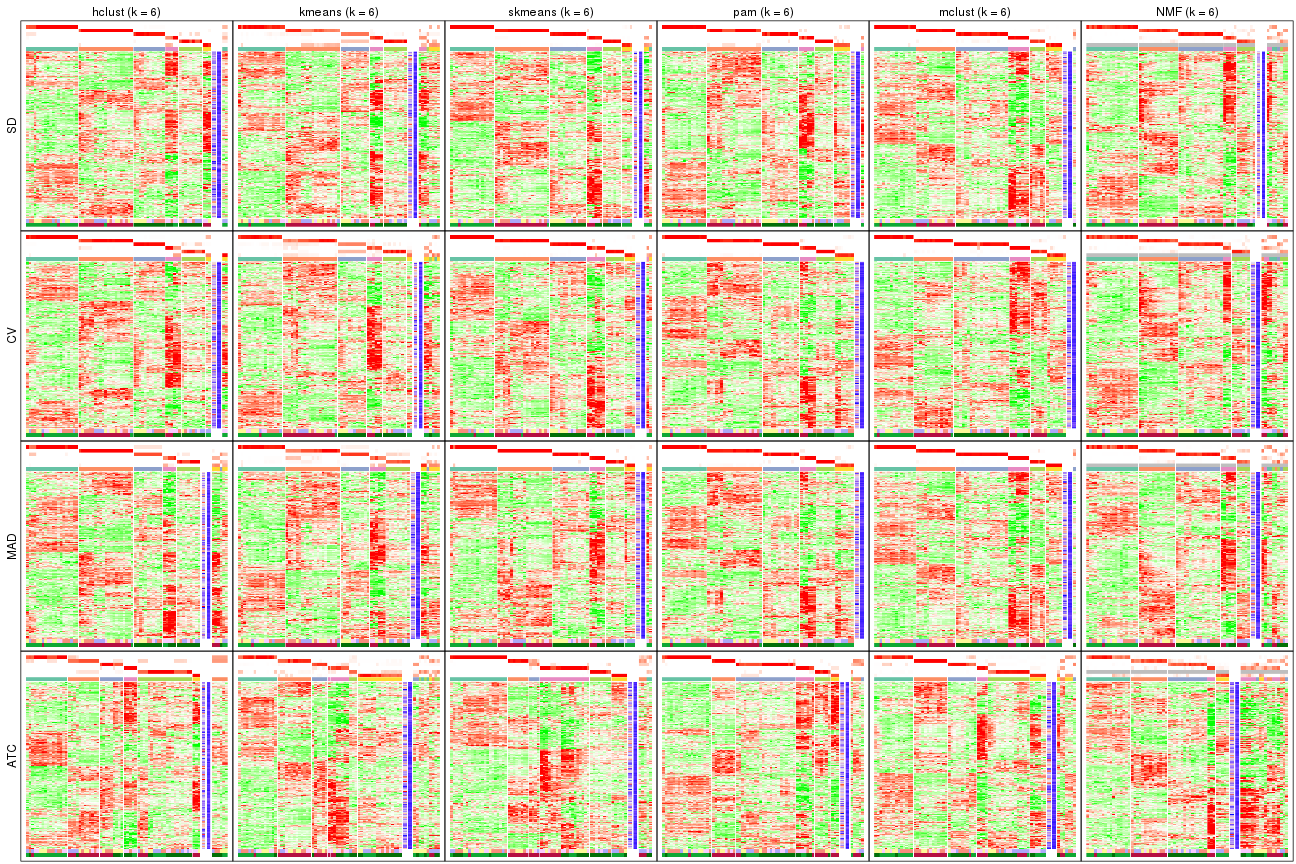 hclust (k = 6) kmeans (k = 6) skmeans (k = 6) pam (k = 6) mclust (k = 6) NMF (k = 6)
SD
CV
MAD
ATC